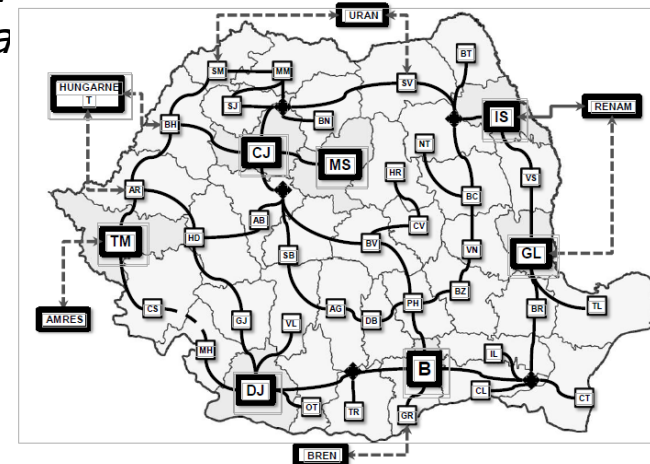 a
URAN
BT
SM
MM
SV
HUNGARNE
T
SJ
BN
IS
RENAM
BH
CJ
MS
NT
HR
VS
AR
BC
AB
CV
TM
HD
BV
VN
GL
SB
BZ
AMRES
CS
GJ
VL
AG
DB
PH
BR
TL
MH
IL
B
DJ
CL
CT
OT
TR
GR
BREN